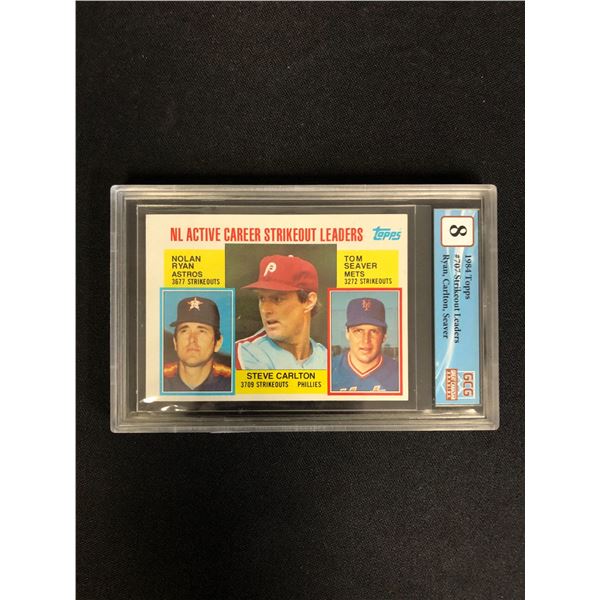 NL ACTIVE CAREER STRIKEOUT LEADERS
Topps
NOLAN
RYAN
ASTROS
3677 STRIKEOUTS
P
TOM
SEAVER
METS
3272 STRIKEOUTS
STEVE CARLTON
3709 STRIKEOUTS PHILLIES
8
1984 Topps
#707 Strikeout Leaders
Ryan, Carlton, Seaver
GCG